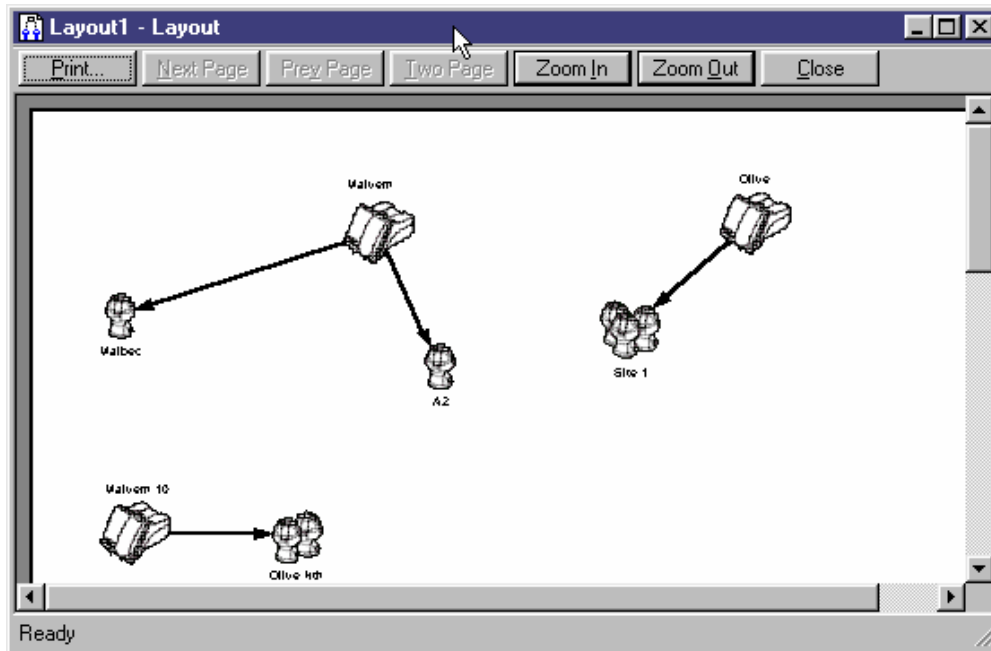 Layout1 - Layout
Print... Next Page Prev Page Two Page Zoom In Zoom Out Close
Malvern
Olive
Malbec
Site 1
A2
Malvern 10
Olive
Ready